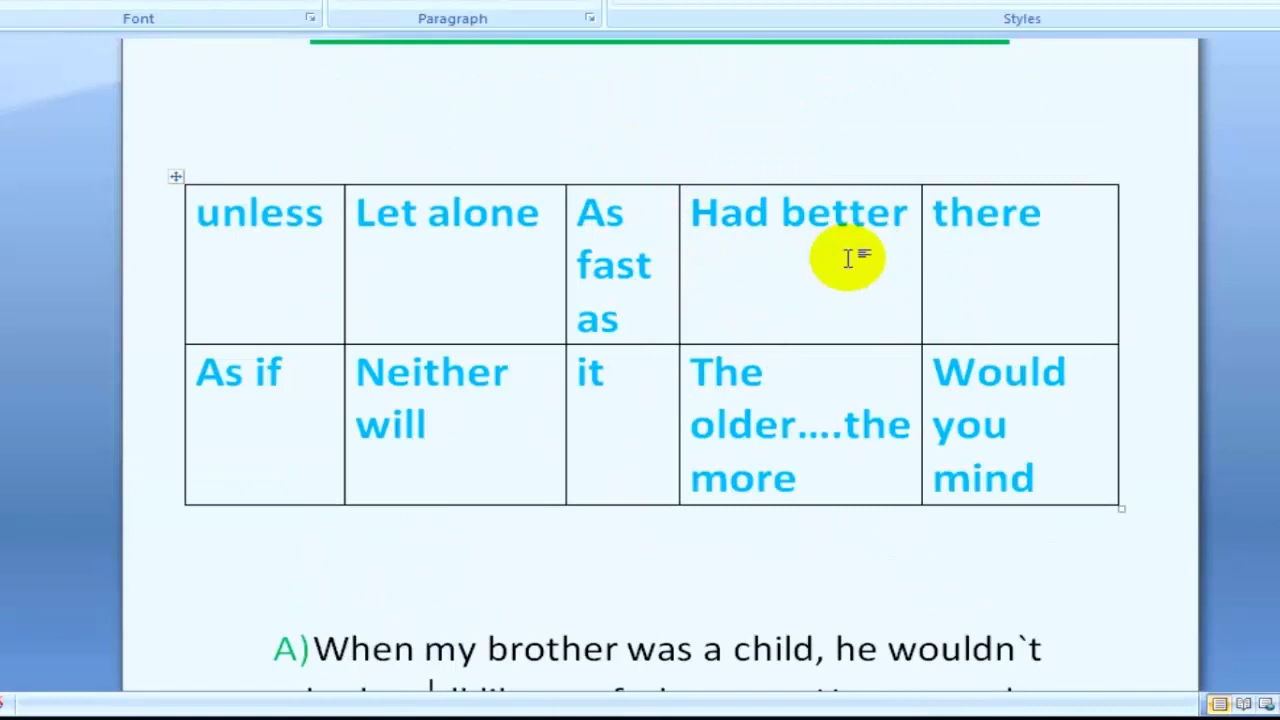 Font Paragraph Styles
unless Let alone As fast as Had better there
As if Neither will it The older....the more Would you mind
A)When my brother was a child, he wouldn`t